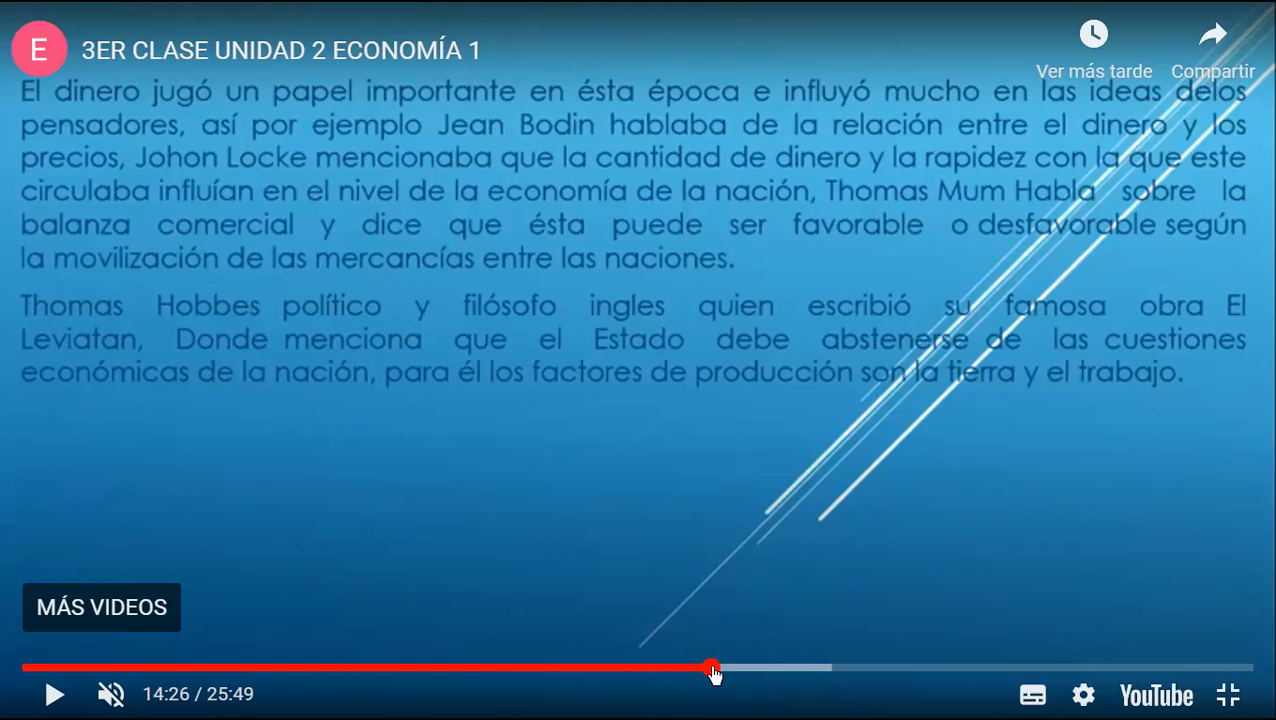 E 3ER CLASE UNIDAD 2 ECONOMÍA 1
Ver más tarde Compartir
El dinero jugó un papel importante en ésta época e influyó mucho en las ideas delos
pensadores, así por ejemplo Jean Bodin hablaba de la relación entre el dinero y los
precios, Johon Locke mencionaba que la cantidad de dinero y la rapidez con la que este
circulaba influían en el nivel de la economía de la nación, Thomas Mum Habla sobre la
balanza comercial y dice que ésta puede ser favorable o desfavorable según
la movilización de las mercancías entre las naciones.
Thomas Hobbes político y filósofo ingles quien escribió su famosa obra El
Leviatan, Donde menciona que el Estado debe abstenerse de las cuestiones
económicas de la nación, para él los factores de producción son la tierra y el trabajo.
MÁS VIDEOS
14:26 / 25:49 YouTube